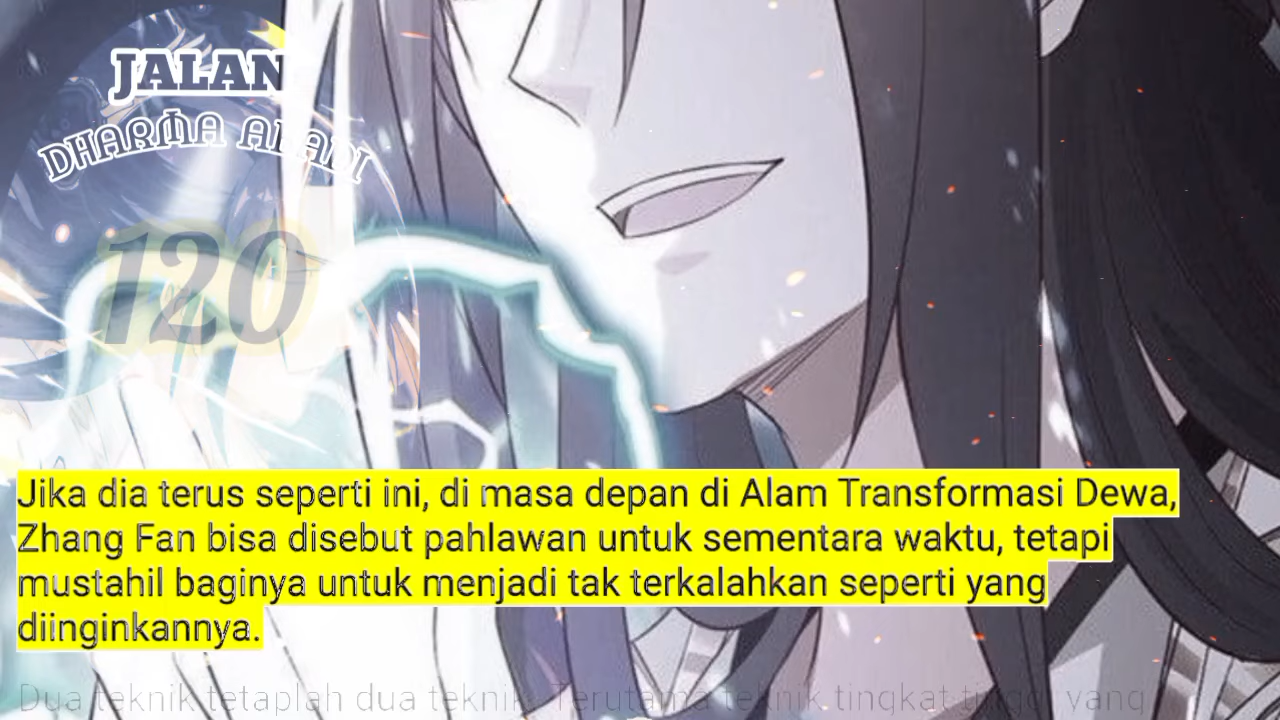 JALAN
DHARMA ABADI
120
Jika dia terus seperti ini, di masa depan di Alam Transformasi Dewa,
Zhang Fan bisa disebut pahlawan untuk sementara waktu, tetapi
mustahil baginya untuk menjadi tak terkalahkan seperti yang
diinginkannya.
Dua teknik tetaplah dua teknik. Terutama teknik tingkat tinggi yang